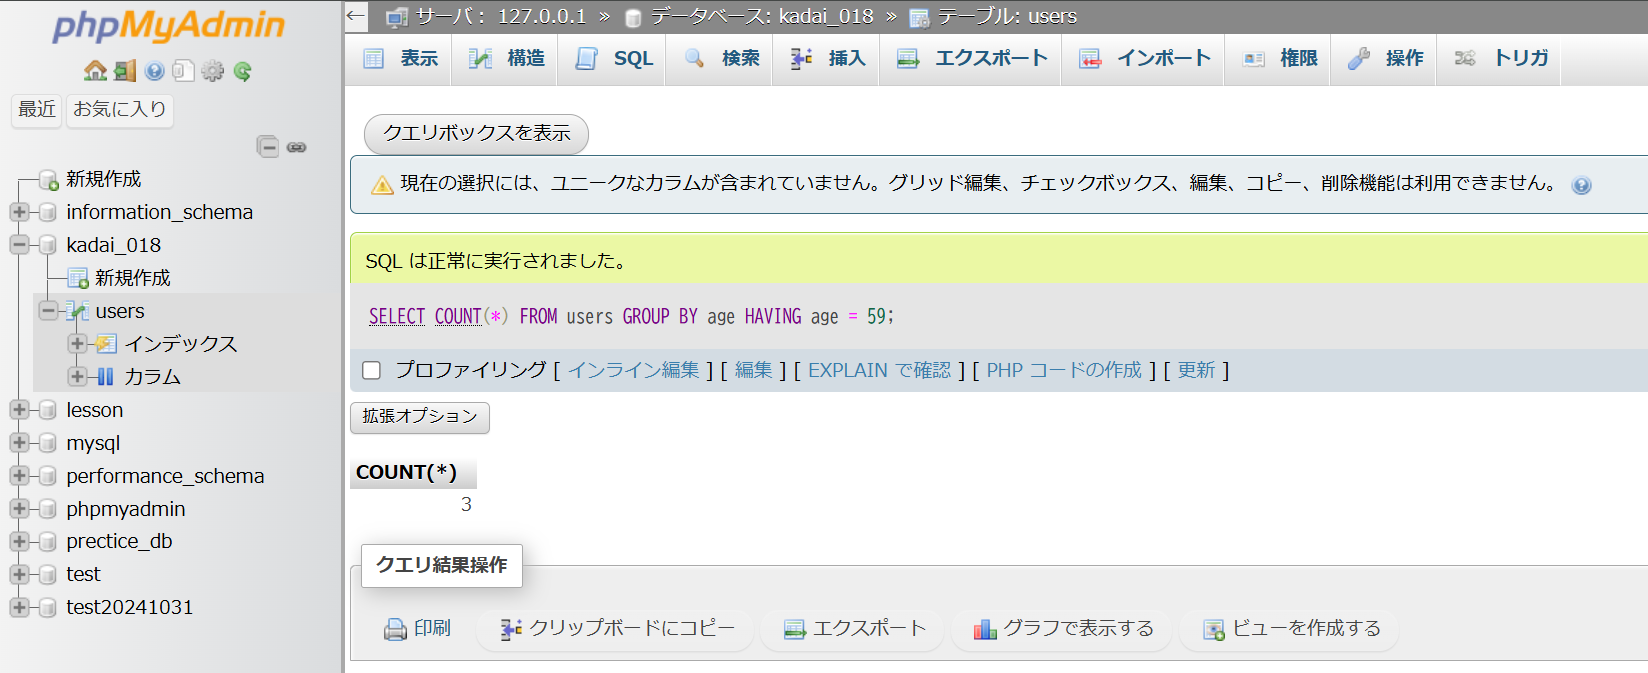 phpMyAdmin
最近 お気に入り
新規作成
information_schema
kadai_018
新規作成
users
インデックス
カラム
lesson
mysql
performance_schema
phpmyadmin
prectice_db
test
test20241031
← サーバ： 127.0.0.1 » データベース: kadai_018 » テーブル: users
表示 構造 SQL 検索 挿入 エクスポート インポート 権限 操作 トリガ
クエリボックスを表示
現在の選択には、ユニークなカラムが含まれていません。グリッド編集、チェックボックス、編集、コピー、削除機能は利用できません。
SQL は正常に実行されました。
SELECT COUNT(*) FROM users GROUP BY age HAVING age = 59;
プロファイリング [ インライン編集 ] [ 編集 ] [ EXPLAIN で確認 ] [ PHP コードの作成 ] [ 更新 ]
拡張オプション
COUNT(*)
3
クエリ結果操作
印刷 クリップボードにコピー エクスポート グラフで表示する ビューを作成する